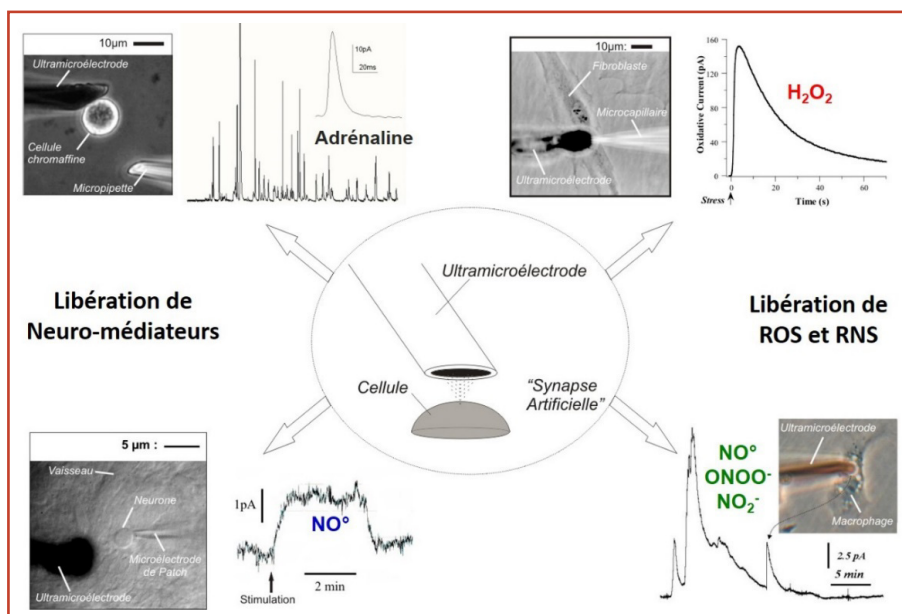 10µm
Ultramicroélectrode
Cellule
chromaffine
Micropipette
10pA
20ms
Adrénaline
10µm:
Fibroblaste
Microcapillaire
Ultramicroélectrode
Oxidative Current (pA)
160
120
80
40
0
H₂O₂
0 20 40 60
Stress
Time (s)
Libération de
Neuro-médiateurs
Ultramicroélectrode
Cellule
“Synapse
Artificielle”
Libération de
ROS et RNS
5 µm :
Vaisseau
Neurone
Microélectrode
de Patch
Ultramicroélectrode
1pA
NO°
2 min
Stimulation
NO°
ONOO⁻
NO₂⁻
Ultramicroélectrode
Macrophage
2.5 pA
5 min